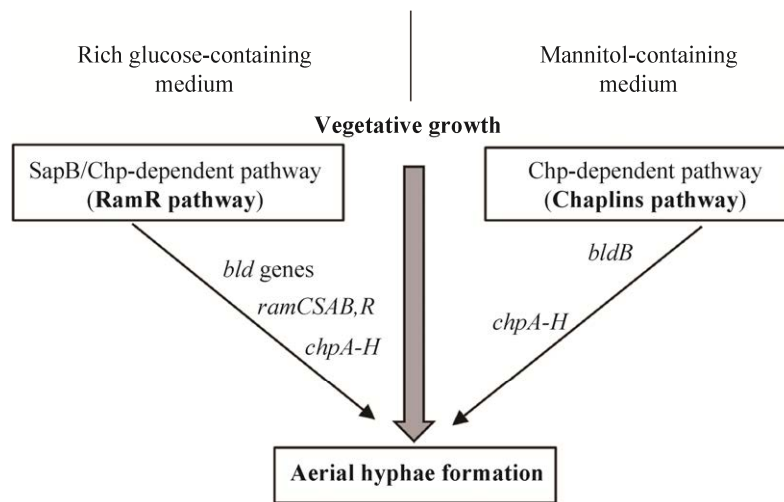 Rich glucose-containing
medium
Mannitol-containing
medium
Vegetative growth
SapB/Chp-dependent pathway
(RamR pathway)
Chp-dependent pathway
(Chaplins pathway)
bld genes
ramCSAB,R
chpA-H
bldB
chpA-H
Aerial hyphae formation